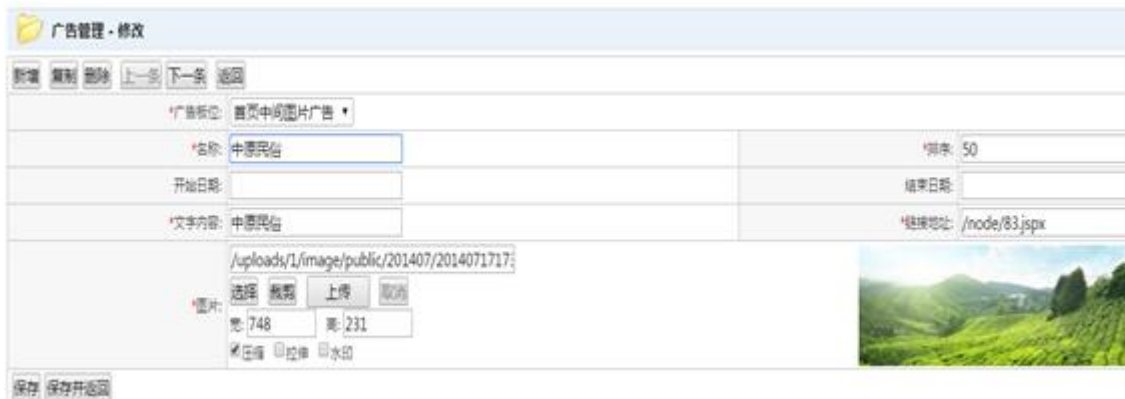 广告管理 - 修改
新增 复制 删除 上一条 下一条 返回
*广告板位: 首页中间图片广告
*名称: 中原民俗 *排序: 50
开始日期: 结束日期:
*文字内容: 中原民俗 *链接地址: /node/83.jspx
/uploads/1/image/public/201407/2014071717
*图片: 选择 裁剪 上传 取消
宽: 748 高: 231
压缩 拉伸 水印
保存 保存并返回